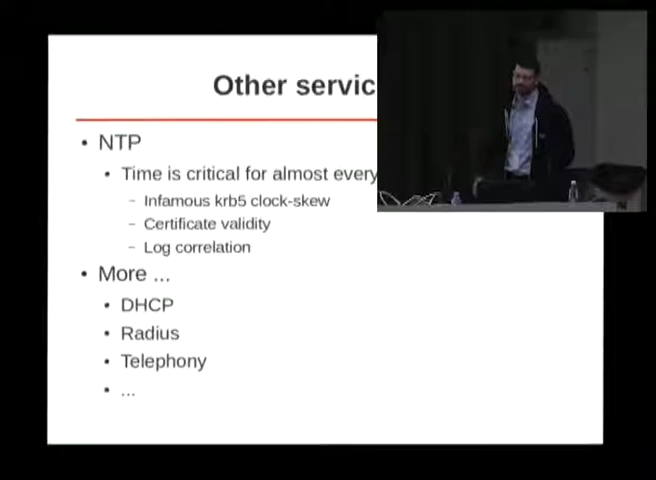 Other servic
• NTP
• Time is critical for almost every
– Infamous krb5 clock-skew
– Certificate validity
– Log correlation
• More ...
• DHCP
• Radius
• Telephony
• ...